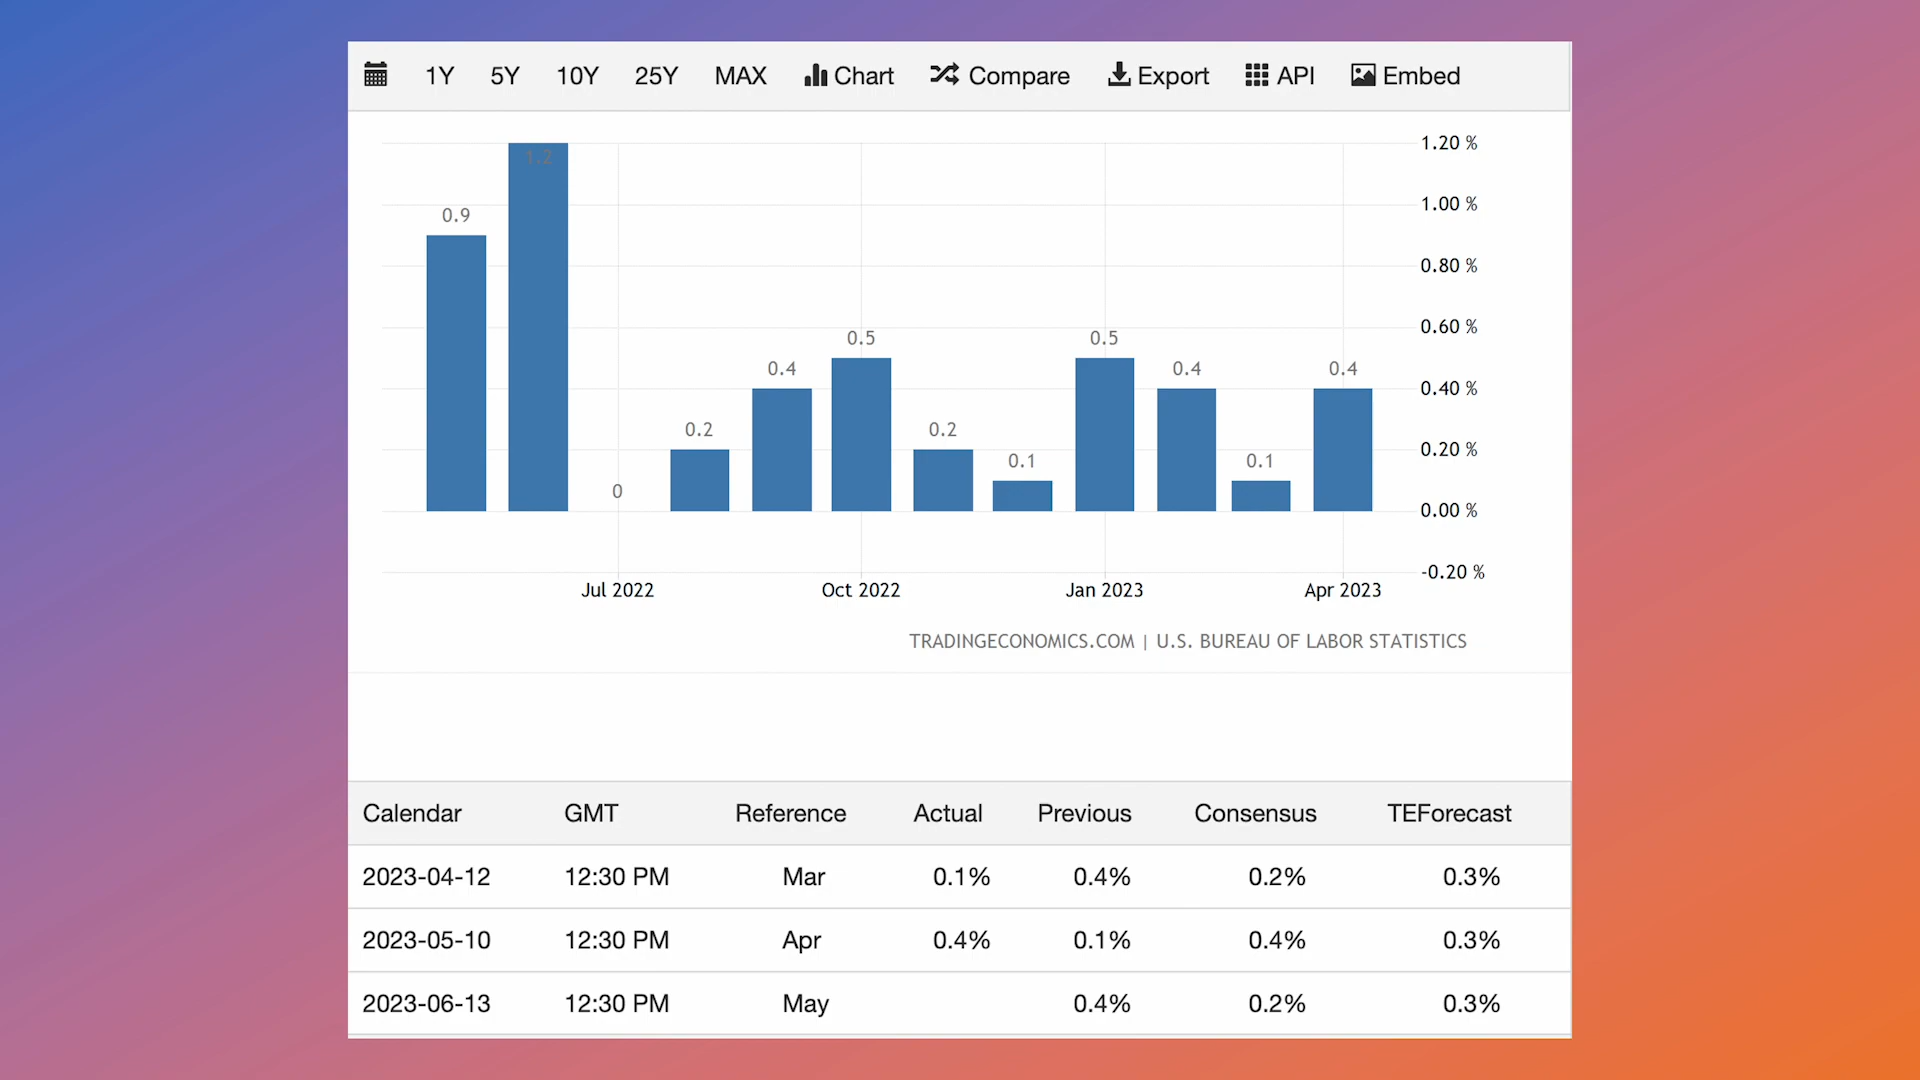 1Y 5Y 10Y 25Y MAX Chart Compare Export API Embed
1.20 %
1.2
1.00 %
0.9
0.80 %
0.60 %
0.5 0.5
0.4 0.4 0.4
0.40 %
0.2 0.2
0.20 %
0.1 0.1
0
0.00 %
-0.20 %
Jul 2022 Oct 2022 Jan 2023 Apr 2023
TRADINGECONOMICS.COM | U.S. BUREAU OF LABOR STATISTICS
Calendar GMT Reference Actual Previous Consensus TEForecast
2023-04-12 12:30 PM Mar 0.1% 0.4% 0.2% 0.3%
2023-05-10 12:30 PM Apr 0.4% 0.1% 0.4% 0.3%
2023-06-13 12:30 PM May 0.4% 0.2% 0.3%